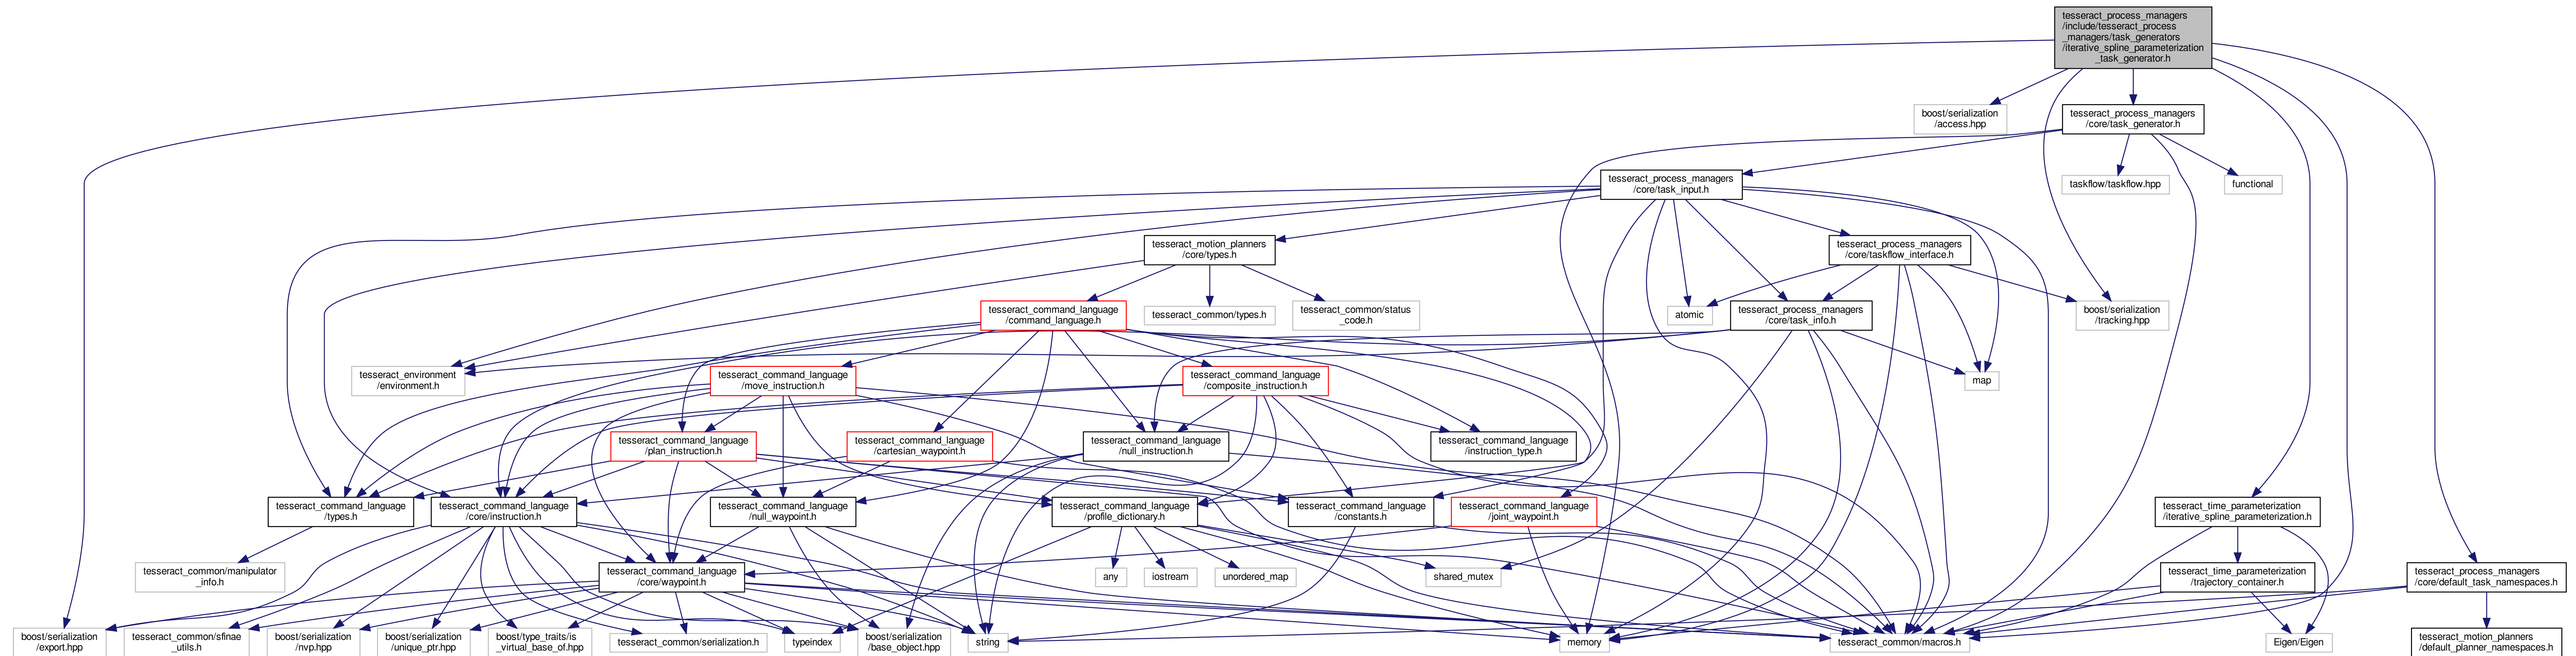 tesseract_process_managers
/include/tesseract_process
_managers/task_generators
/iterative_spline_parameterization
_task_generator.h
boost/serialization
/access.hpp
tesseract_process_managers
/core/task_generator.h
tesseract_process_managers
/core/task_input.h
taskflow/taskflow.hpp
functional
tesseract_motion_planners
/core/types.h
tesseract_process_managers
/core/taskflow_interface.h
tesseract_command_language
/command_language.h
tesseract_common/types.h
tesseract_common/status
_code.h
atomic
tesseract_process_managers
/core/task_info.h
boost/serialization
/tracking.hpp
tesseract_environment
/environment.h
tesseract_command_language
/move_instruction.h
tesseract_command_language
/composite_instruction.h
map
tesseract_command_language
/plan_instruction.h
tesseract_command_language
/cartesian_waypoint.h
tesseract_command_language
/null_instruction.h
tesseract_command_language
/instruction_type.h
tesseract_command_language
/types.h
tesseract_command_language
/core/instruction.h
tesseract_command_language
/null_waypoint.h
tesseract_command_language
/profile_dictionary.h
tesseract_command_language
/constants.h
tesseract_command_language
/joint_waypoint.h
tesseract_time_parameterization
/iterative_spline_parameterization.h
tesseract_common/manipulator
_info.h
tesseract_command_language
/core/waypoint.h
any
iostream
unordered_map
shared_mutex
tesseract_time_parameterization
/trajectory_container.h
tesseract_process_managers
/core/default_task_namespaces.h
boost/serialization
/export.hpp
tesseract_common/sfinae
_utils.h
boost/serialization
/nvp.hpp
boost/serialization
/unique_ptr.hpp
boost/type_traits/is
_virtual_base_of.hpp
tesseract_common/serialization.h
typeindex
boost/serialization
/base_object.hpp
string
memory
tesseract_common/macros.h
Eigen/Eigen
tesseract_motion_planners
/default_planner_namespaces.h